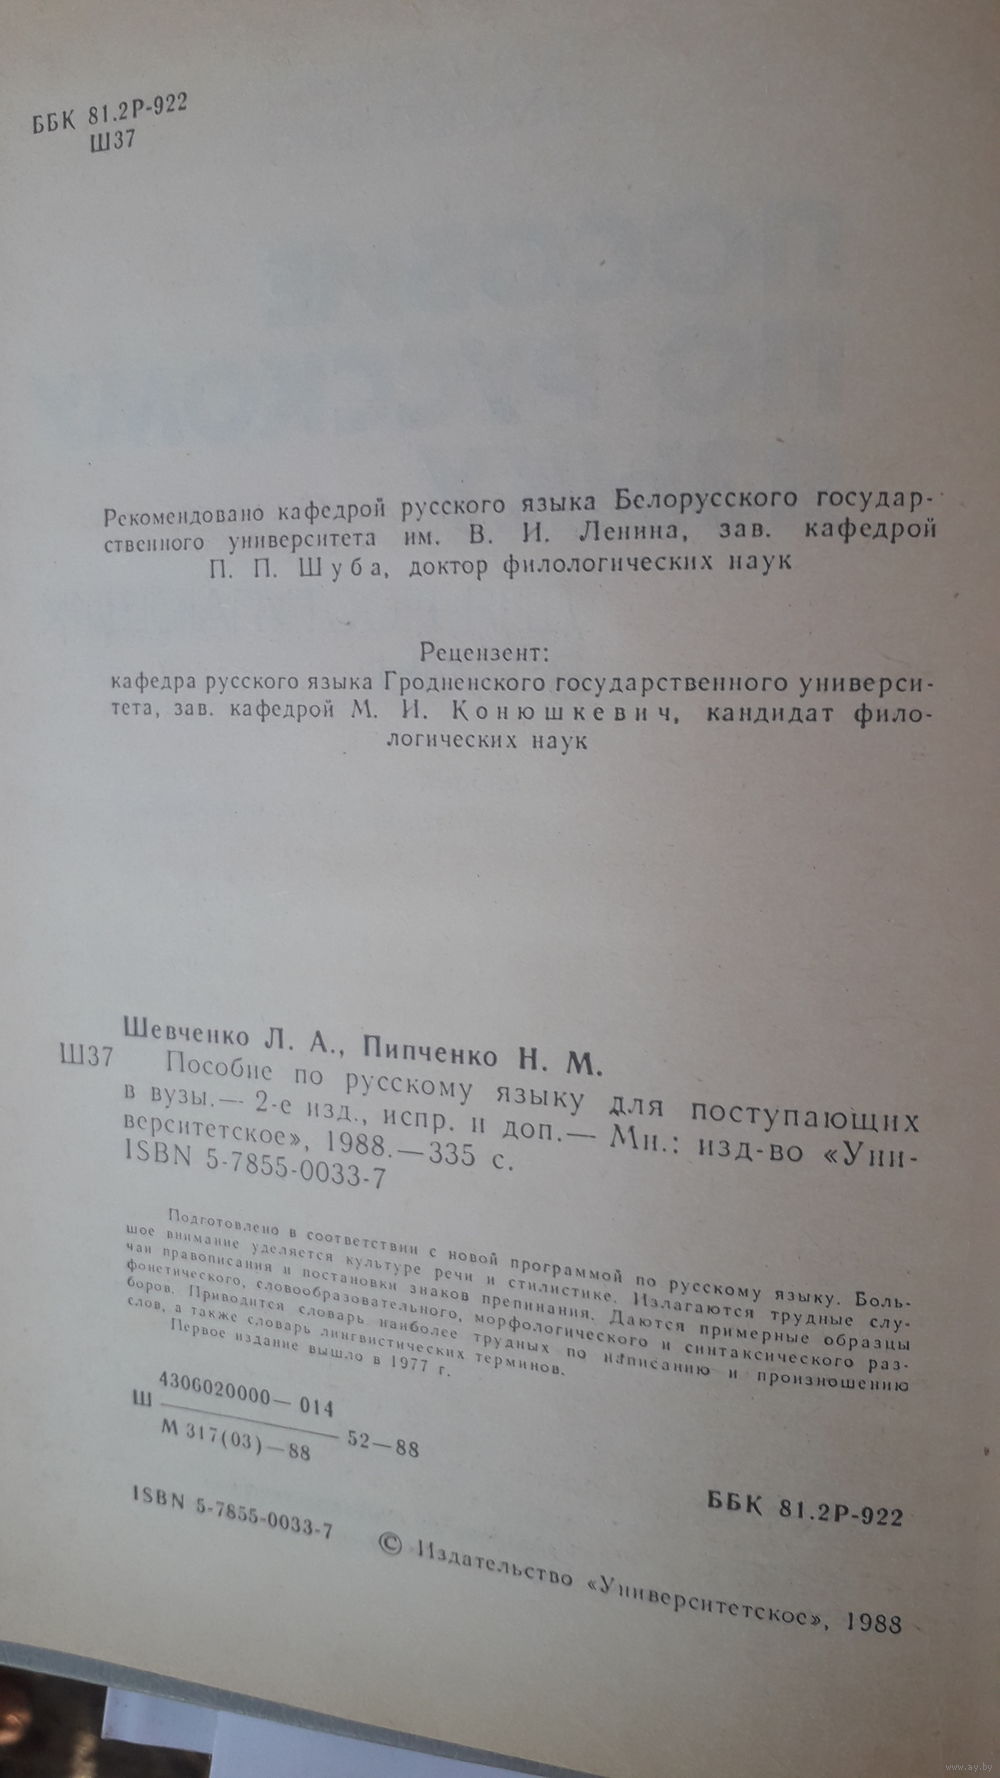 ББК 81.2Р-922
Ш37
Рекомендовано кафедрой русского языка Белорусского государ-
ственного университета им. В. И. Ленина, зав. кафедрой
П. П. Шуба, доктор филологических наук
Рецензент:
кафедра русского языка Гродненского государственного универси-
тета, зав. кафедрой М. И. Конюшкевич, кандидат фило-
логических наук
Шевченко Л. А., Пипченко Н. М.
Ш37 Пособие по русскому языку для поступающих
в вузы.— 2-е изд., испр. и доп.— Мн.: изд-во «Уни-
верситетское», 1988.—335 с.
ISBN 5-7855-0033-7
Подготовлено в соответствии с новой программой по русскому языку. Боль-
шое внимание уделяется культуре речи и стилистике. Излагаются трудные слу-
чаи правописания и постановки знаков препинания. Даются примерные образцы
фонетического, словообразовательного, морфологического и синтаксического раз-
боров. Приводится словарь наиболее трудных по написанию и произношению
слов, а также словарь лингвистических терминов.
Первое издание вышло в 1977 г.
4306020000— 014
Ш 52—88
М 317(03)—88
ББК 81.2Р-922
ISBN 5-7855-0033-7
© Издательство «Университетское», 1988
www.ay.by